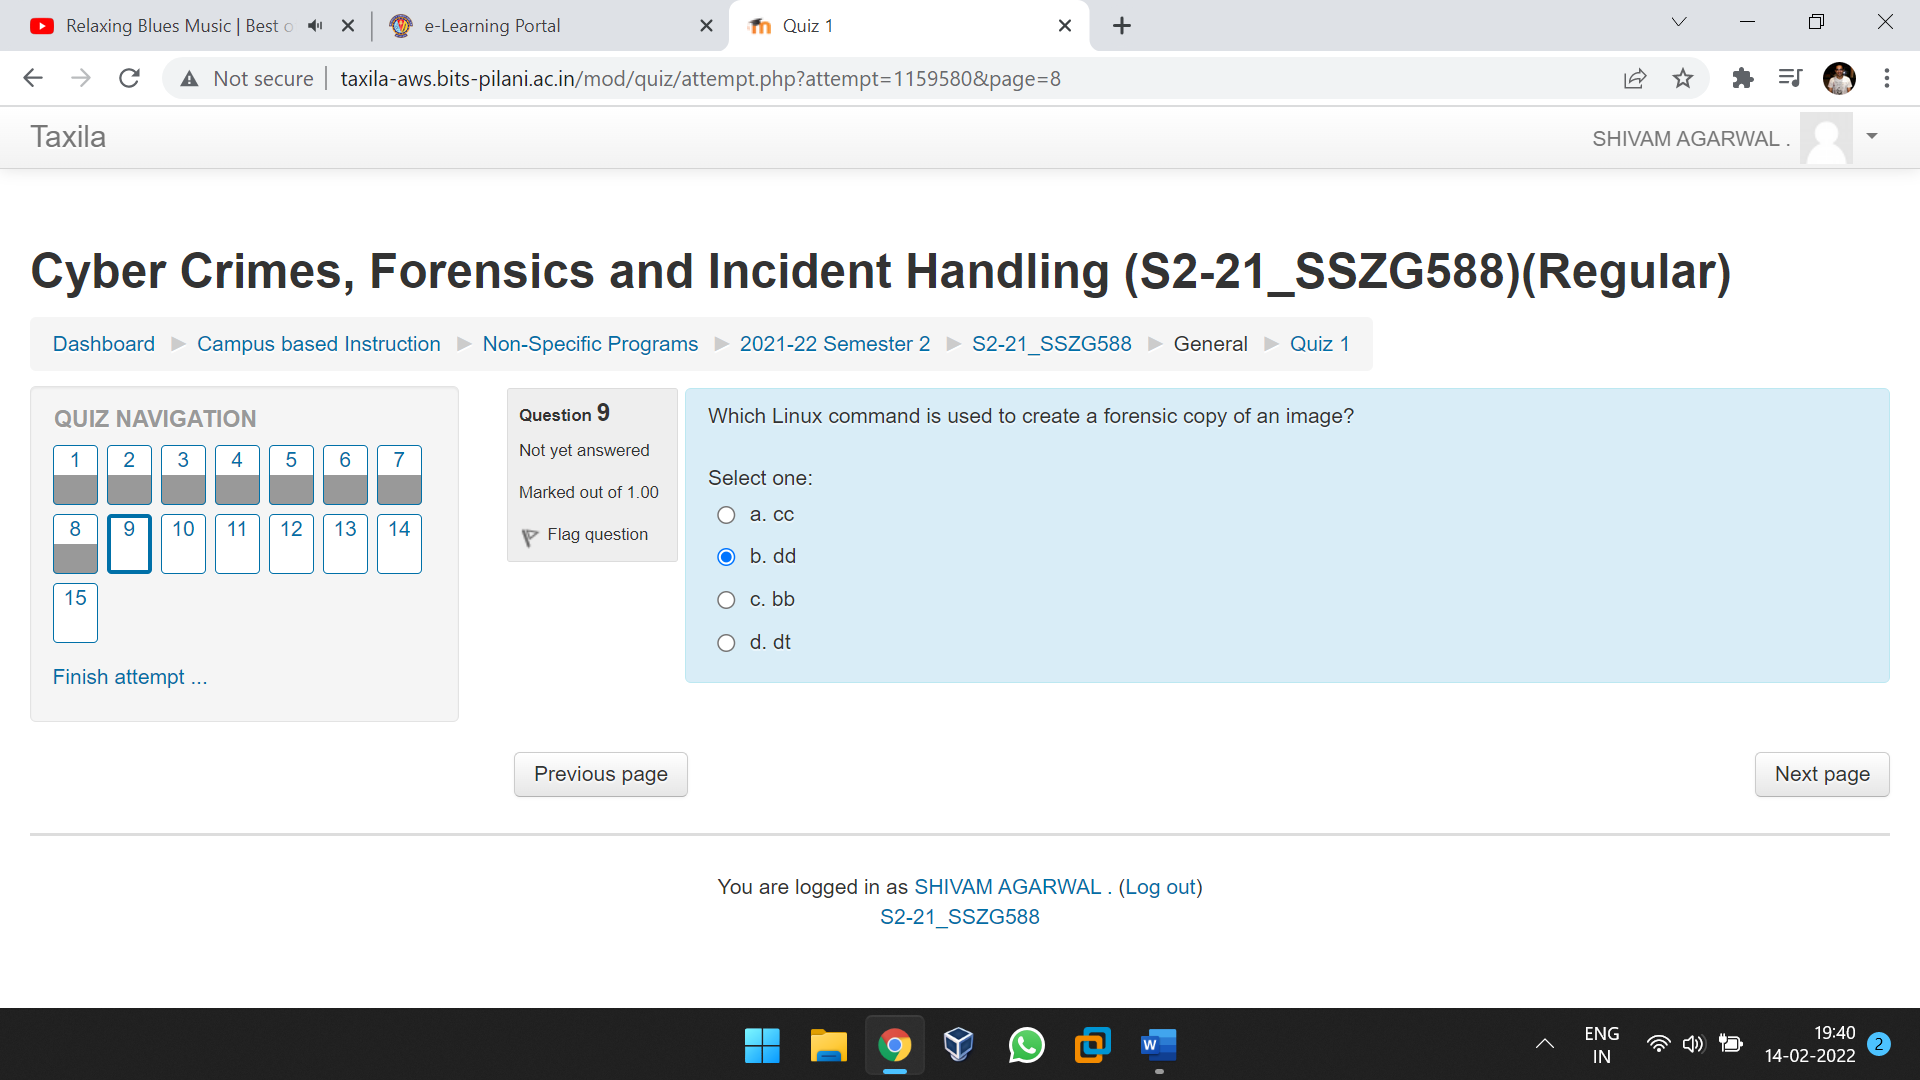 Relaxing Blues Music | Best o
e-Learning Portal
Quiz 1
Not secure
taxila-aws.bits-pilani.ac.in/mod/quiz/attempt.php?attempt=1159580&page=8
Taxila
SHIVAM AGARWAL .
Cyber Crimes, Forensics and Incident Handling (S2-21_SSZG588)(Regular)
Dashboard ► Campus based Instruction ► Non-Specific Programs ► 2021-22 Semester 2 ► S2-21_SSZG588 ► General ► Quiz 1
QUIZ NAVIGATION
1 2 3 4 5 6 7
8 9 10 11 12 13 14
15
Finish attempt ...
Question 9
Not yet answered
Marked out of 1.00
Flag question
Which Linux command is used to create a forensic copy of an image?
Select one:
a. cc
b. dd
c. bb
d. dt
Previous page
Next page
You are logged in as SHIVAM AGARWAL . (Log out)
S2-21_SSZG588
W
ENG
IN
19:40
14-02-2022
2